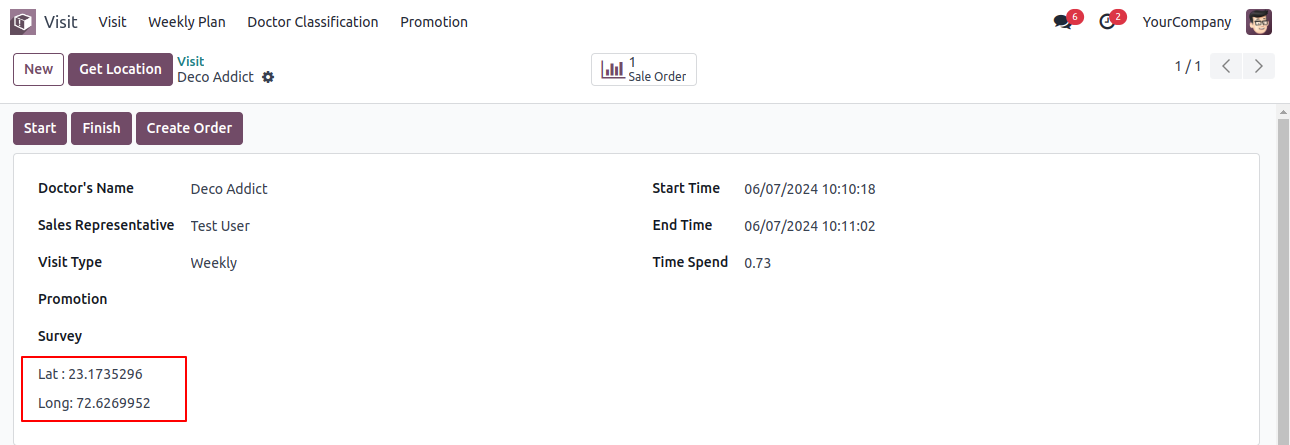 Visit Visit Weekly Plan Doctor Classification Promotion 6 2 YourCompany
New Get Location Visit
Deco Addict
1
Sale Order
1 / 1
Start Finish Create Order
Doctor's Name Deco Addict Start Time 06/07/2024 10:10:18
Sales Representative Test User End Time 06/07/2024 10:11:02
Visit Type Weekly Time Spend 0.73
Promotion
Survey
Lat : 23.1735296
Long: 72.6269952